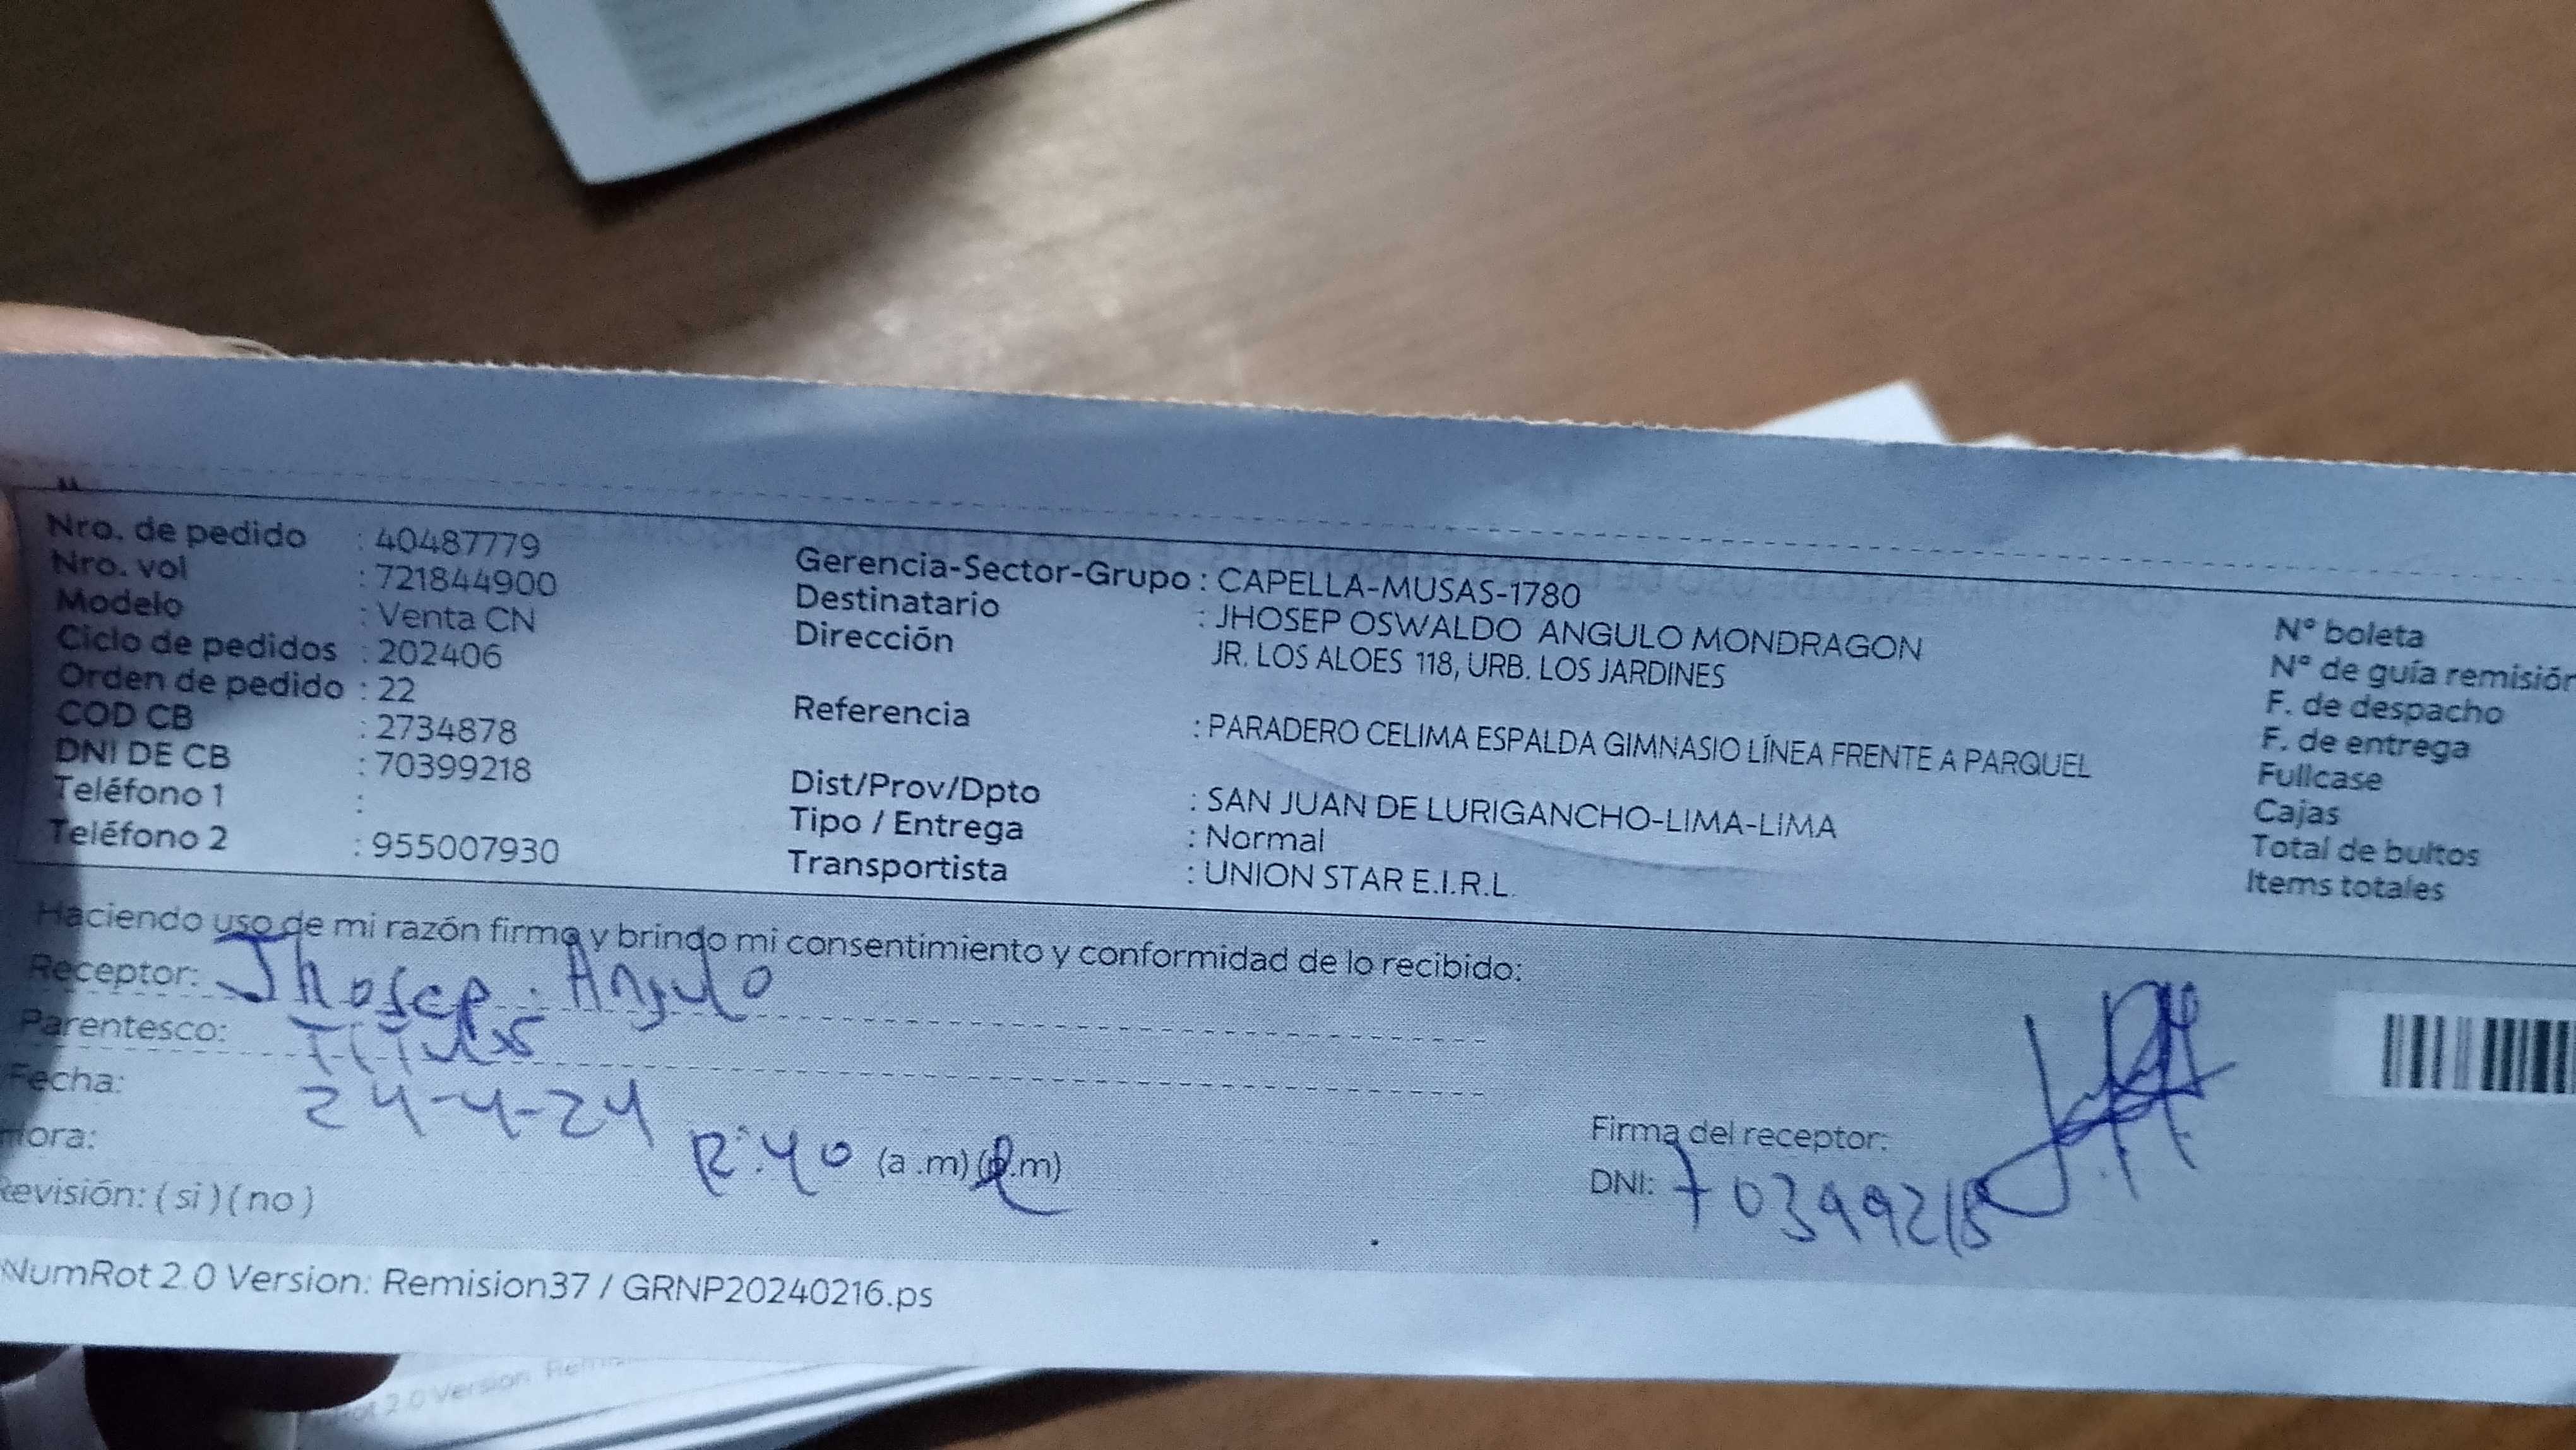 Nro. de pedido : 40487779
Nro. vol : 721844900
Modelo : Venta CN
Ciclo de pedidos : 202406
Orden de pedido : 22
COD CB : 2734878
DNI DE CB : 70399218
Teléfono 1 :
Teléfono 2 : 955007930
Gerencia-Sector-Grupo : CAPELLA-MUSAS-1780
Destinatario : JHOSEP OSWALDO ANGULO MONDRAGON
Dirección JR. LOS ALOES 118, URB. LOS JARDINES
Referencia : PARADERO CELIMA ESPALDA GIMNASIO LÍNEA FRENTE A PARQUEL
Dist/Prov/Dpto : SAN JUAN DE LURIGANCHO-LIMA-LIMA
Tipo / Entrega : Normal
Transportista : UNION STAR E.I.R.L.
N° boleta
N° de guía remisión
F. de despacho
F. de entrega
Fullcase
Cajas
Total de bultos
Items totales
Haciendo uso de mi razón firmo y brindo mi consentimiento y conformidad de lo recibido:
Receptor: Jhosep Angulo
Parentesco: Titular
Fecha: 24-4-24
Hora: 12:40 (a .m) (p.m)
Revisión: ( si ) ( no )
Firma del receptor:
DNI: 70399218
NumRot 2.0 Version: Remision37 / GRNP20240216.ps
2.0 Version